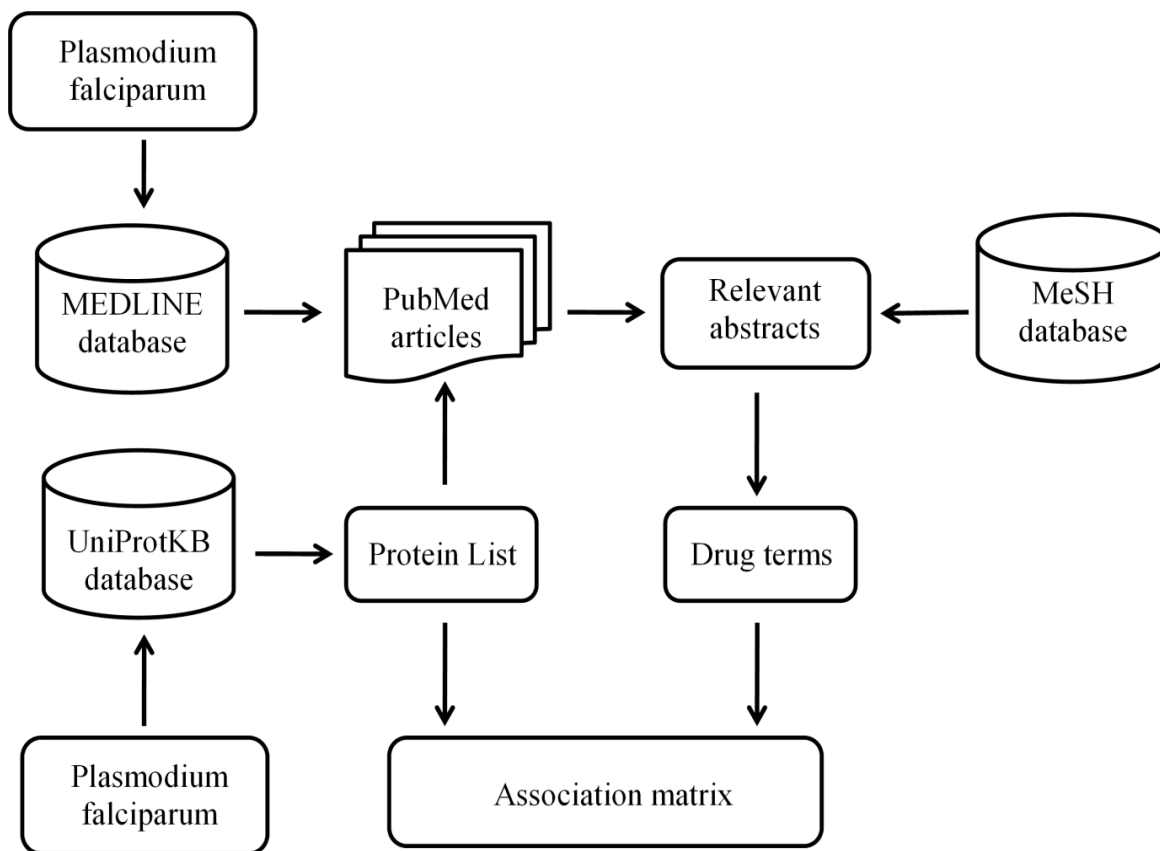 Plasmodium
falciparum
MEDLINE
database
PubMed
articles
Relevant
abstracts
MeSH
database
UniProtKB
database
Protein List
Drug terms
Plasmodium
falciparum
Association matrix